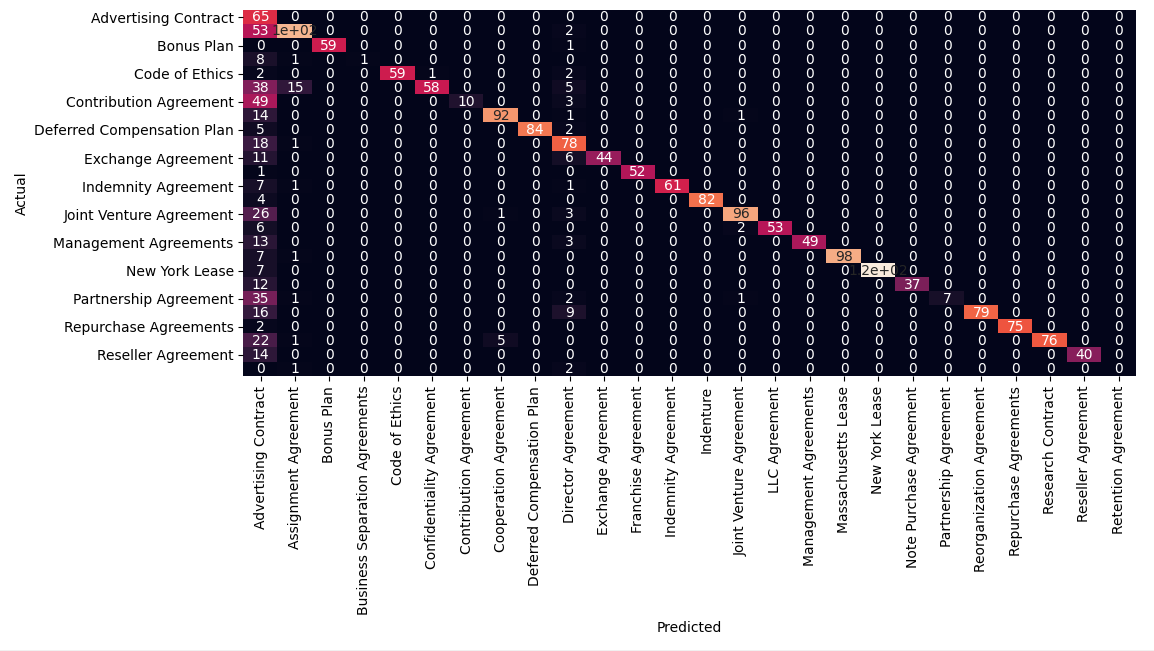 Advertising Contract 65 0 0 0 0 0 0 0 0 0 0 0 0 0 0 0 0 0 0 0 0 0 0 0 0 0
53 1e+02 0 0 0 0 0 0 0 2 0 0 0 0 0 0 0 0 0 0 0 0 0 0 0 0
Bonus Plan 0 0 59 0 0 0 0 0 0 1 0 0 0 0 0 0 0 0 0 0 0 0 0 0 0 0
8 1 0 1 0 0 0 0 0 0 0 0 0 0 0 0 0 0 0 0 0 0 0 0 0 0
Code of Ethics 2 0 0 0 59 1 0 0 0 2 0 0 0 0 0 0 0 0 0 0 0 0 0 0 0 0
38 15 0 0 0 58 0 0 0 5 0 0 0 0 0 0 0 0 0 0 0 0 0 0 0 0
Contribution Agreement 49 0 0 0 0 0 10 0 0 3 0 0 0 0 0 0 0 0 0 0 0 0 0 0 0 0
14 0 0 0 0 0 0 92 0 1 0 0 0 0 1 0 0 0 0 0 0 0 0 0 0 0
Deferred Compensation Plan 5 0 0 0 0 0 0 0 84 2 0 0 0 0 0 0 0 0 0 0 0 0 0 0 0 0
18 1 0 0 0 0 0 0 0 78 0 0 0 0 0 0 0 0 0 0 0 0 0 0 0 0
Exchange Agreement 11 0 0 0 0 0 0 0 0 6 44 0 0 0 0 0 0 0 0 0 0 0 0 0 0 0
1 0 0 0 0 0 0 0 0 0 0 52 0 0 0 0 0 0 0 0 0 0 0 0 0 0
Indemnity Agreement 7 1 0 0 0 0 0 0 0 1 0 0 61 0 0 0 0 0 0 0 0 0 0 0 0 0
4 0 0 0 0 0 0 0 0 0 0 0 0 82 0 0 0 0 0 0 0 0 0 0 0 0
Joint Venture Agreement 26 0 0 0 0 0 0 1 0 3 0 0 0 0 96 0 0 0 0 0 0 0 0 0 0 0
6 0 0 0 0 0 0 0 0 0 0 0 0 0 2 53 0 0 0 0 0 0 0 0 0 0
Management Agreements 13 0 0 0 0 0 0 0 0 3 0 0 0 0 0 0 49 0 0 0 0 0 0 0 0 0
7 1 0 0 0 0 0 0 0 0 0 0 0 0 0 0 0 98 0 0 0 0 0 0 0 0
New York Lease 7 0 0 0 0 0 0 0 0 0 0 0 0 0 0 0 0 0 1.2e+02 0 0 0 0 0 0 0
12 0 0 0 0 0 0 0 0 0 0 0 0 0 0 0 0 0 0 37 0 0 0 0 0 0
Partnership Agreement 35 1 0 0 0 0 0 0 0 2 0 0 0 0 1 0 0 0 0 0 7 0 0 0 0 0
16 0 0 0 0 0 0 0 0 9 0 0 0 0 0 0 0 0 0 0 0 79 0 0 0 0
Repurchase Agreements 2 0 0 0 0 0 0 0 0 0 0 0 0 0 0 0 0 0 0 0 0 0 75 0 0 0
22 1 0 0 0 0 0 5 0 0 0 0 0 0 0 0 0 0 0 0 0 0 0 76 0 0
Reseller Agreement 14 0 0 0 0 0 0 0 0 0 0 0 0 0 0 0 0 0 0 0 0 0 0 0 40 0
0 1 0 0 0 0 0 0 0 2 0 0 0 0 0 0 0 0 0 0 0 0 0 0 0 0
Actual
Advertising Contract
Assignment Agreement
Bonus Plan
Business Separation Agreements
Code of Ethics
Confidentiality Agreement
Contribution Agreement
Cooperation Agreement
Deferred Compensation Plan
Director Agreement
Exchange Agreement
Franchise Agreement
Indemnity Agreement
Indenture
Joint Venture Agreement
LLC Agreement
Management Agreements
Massachusetts Lease
New York Lease
Note Purchase Agreement
Partnership Agreement
Reorganization Agreement
Repurchase Agreements
Research Contract
Reseller Agreement
Retention Agreement
Predicted